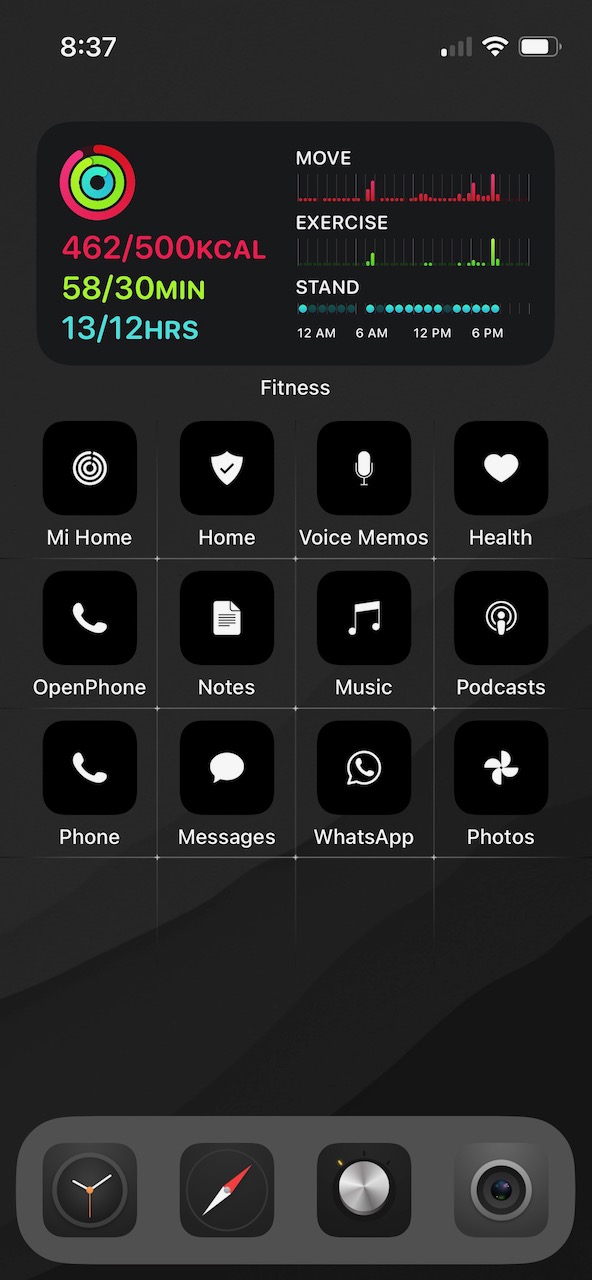 8:37
MOVE
462/500KCAL
EXERCISE
58/30MIN
STAND
13/12HRS
12 AM 6 AM 12 PM 6 PM
Fitness
Mi Home Home Voice Memos Health
OpenPhone Notes Music Podcasts
Phone Messages WhatsApp Photos